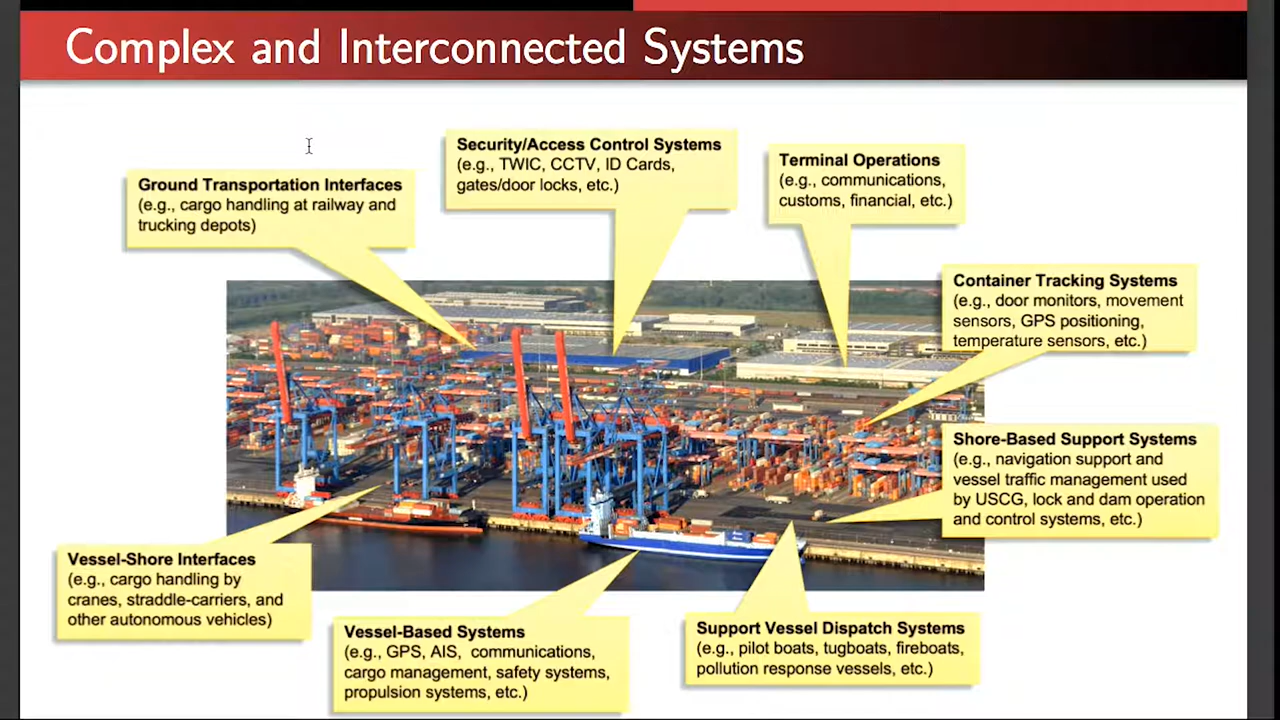 Complex and Interconnected Systems
Security/Access Control Systems
(e.g., TWIC, CCTV, ID Cards,
gates/door locks, etc.)
Terminal Operations
(e.g., communications,
customs, financial, etc.)
Ground Transportation Interfaces
(e.g., cargo handling at railway and
trucking depots)
Container Tracking Systems
(e.g., door monitors, movement
sensors, GPS positioning,
temperature sensors, etc.)
Shore-Based Support Systems
(e.g., navigation support and
vessel traffic management used
by USCG, lock and dam operation
and control systems, etc.)
Vessel-Shore Interfaces
(e.g., cargo handling by
cranes, straddle-carriers, and
other autonomous vehicles)
Vessel-Based Systems
(e.g., GPS, AIS, communications,
cargo management, safety systems,
propulsion systems, etc.)
Support Vessel Dispatch Systems
(e.g., pilot boats, tugboats, fireboats,
pollution response vessels, etc.)